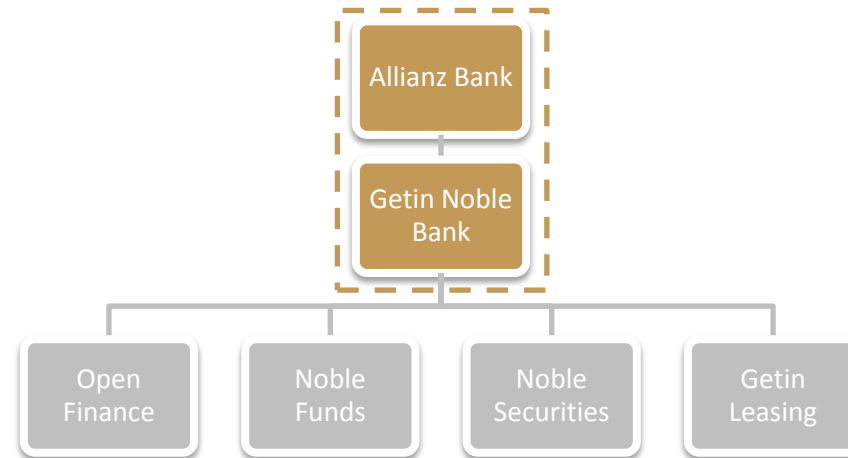 Allianz Bank
Getin Noble
Bank
Open
Finance
Noble
Funds
Noble
Securities
Getin
Leasing